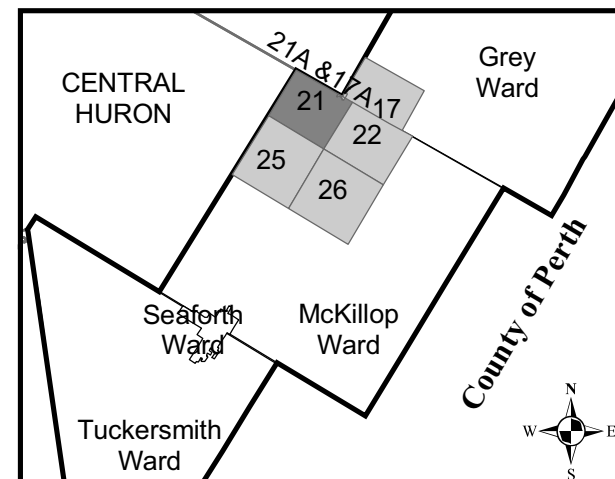 21A &17A
Grey
Ward
CENTRAL
HURON
21
17
22
25
26
County of Perth
Seaforth
Ward
McKillop
Ward
Tuckersmith
Ward
N
W
E
S